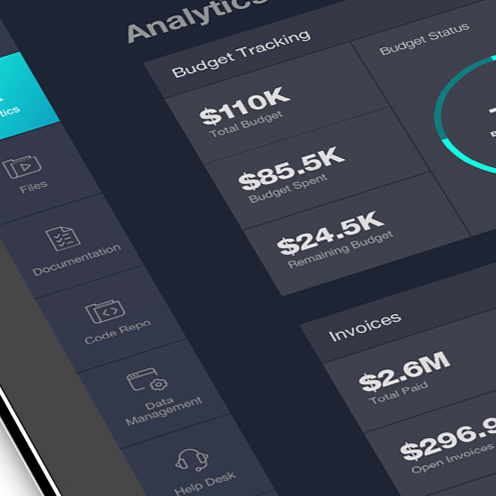 Analytics
Budget Tracking
$110K
Total Budget
$85.5K
Budget Spent
$24.5K
Remaining Budget
Budget Status
Invoices
$2.6M
Total Paid
$296.9
Open Invoices
Files
Documentation
Code Repo
Data
Management
Help Desk